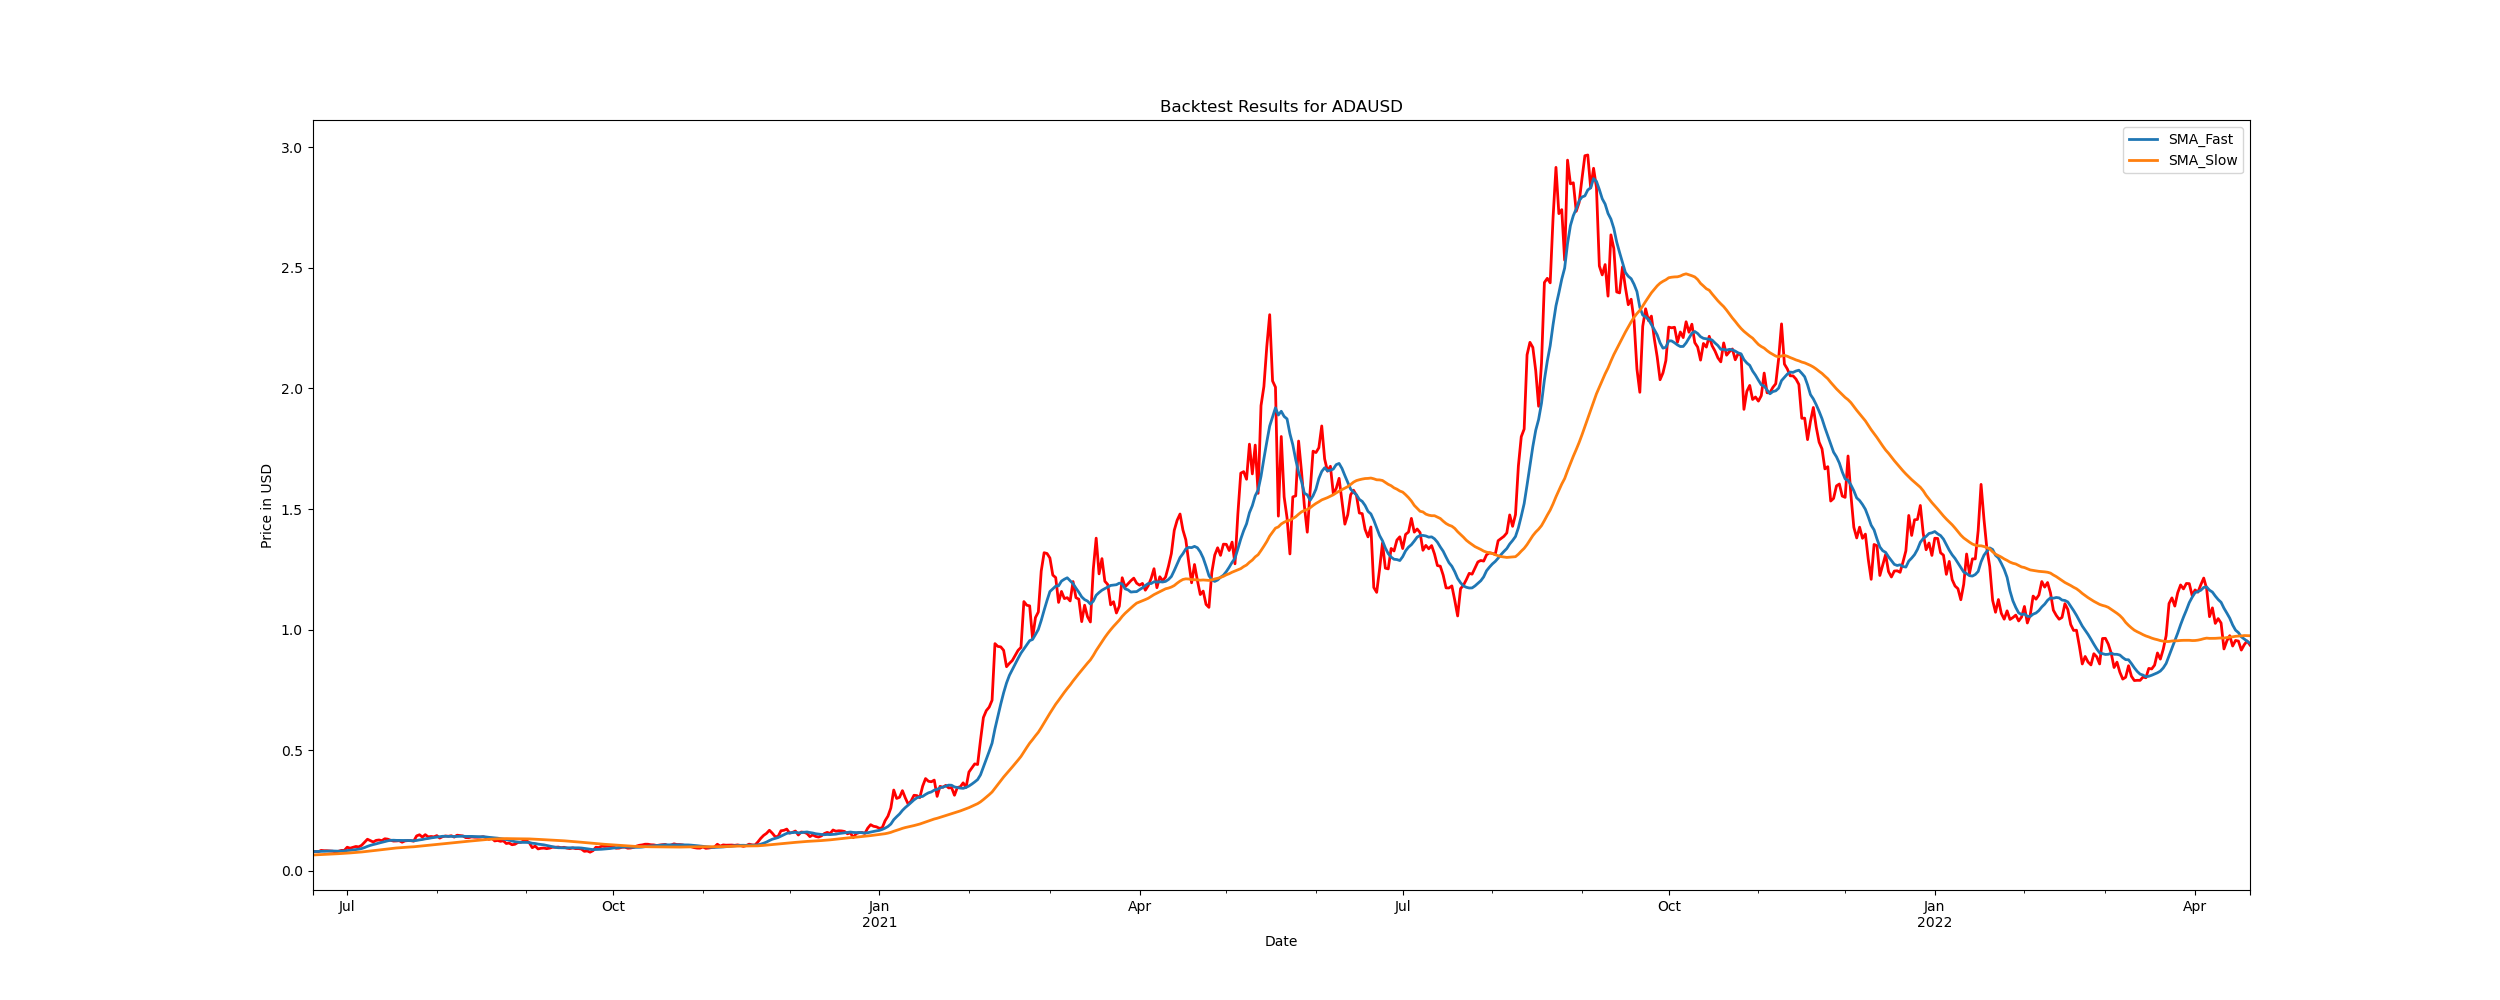 Backtest Results for ADAUSD
SMA_Fast
SMA_Slow
Price in USD
3.0
2.5
2.0
1.5
1.0
0.5
0.0
Jul Oct Jan Apr Jul Oct Jan Apr
2021 2022
Date